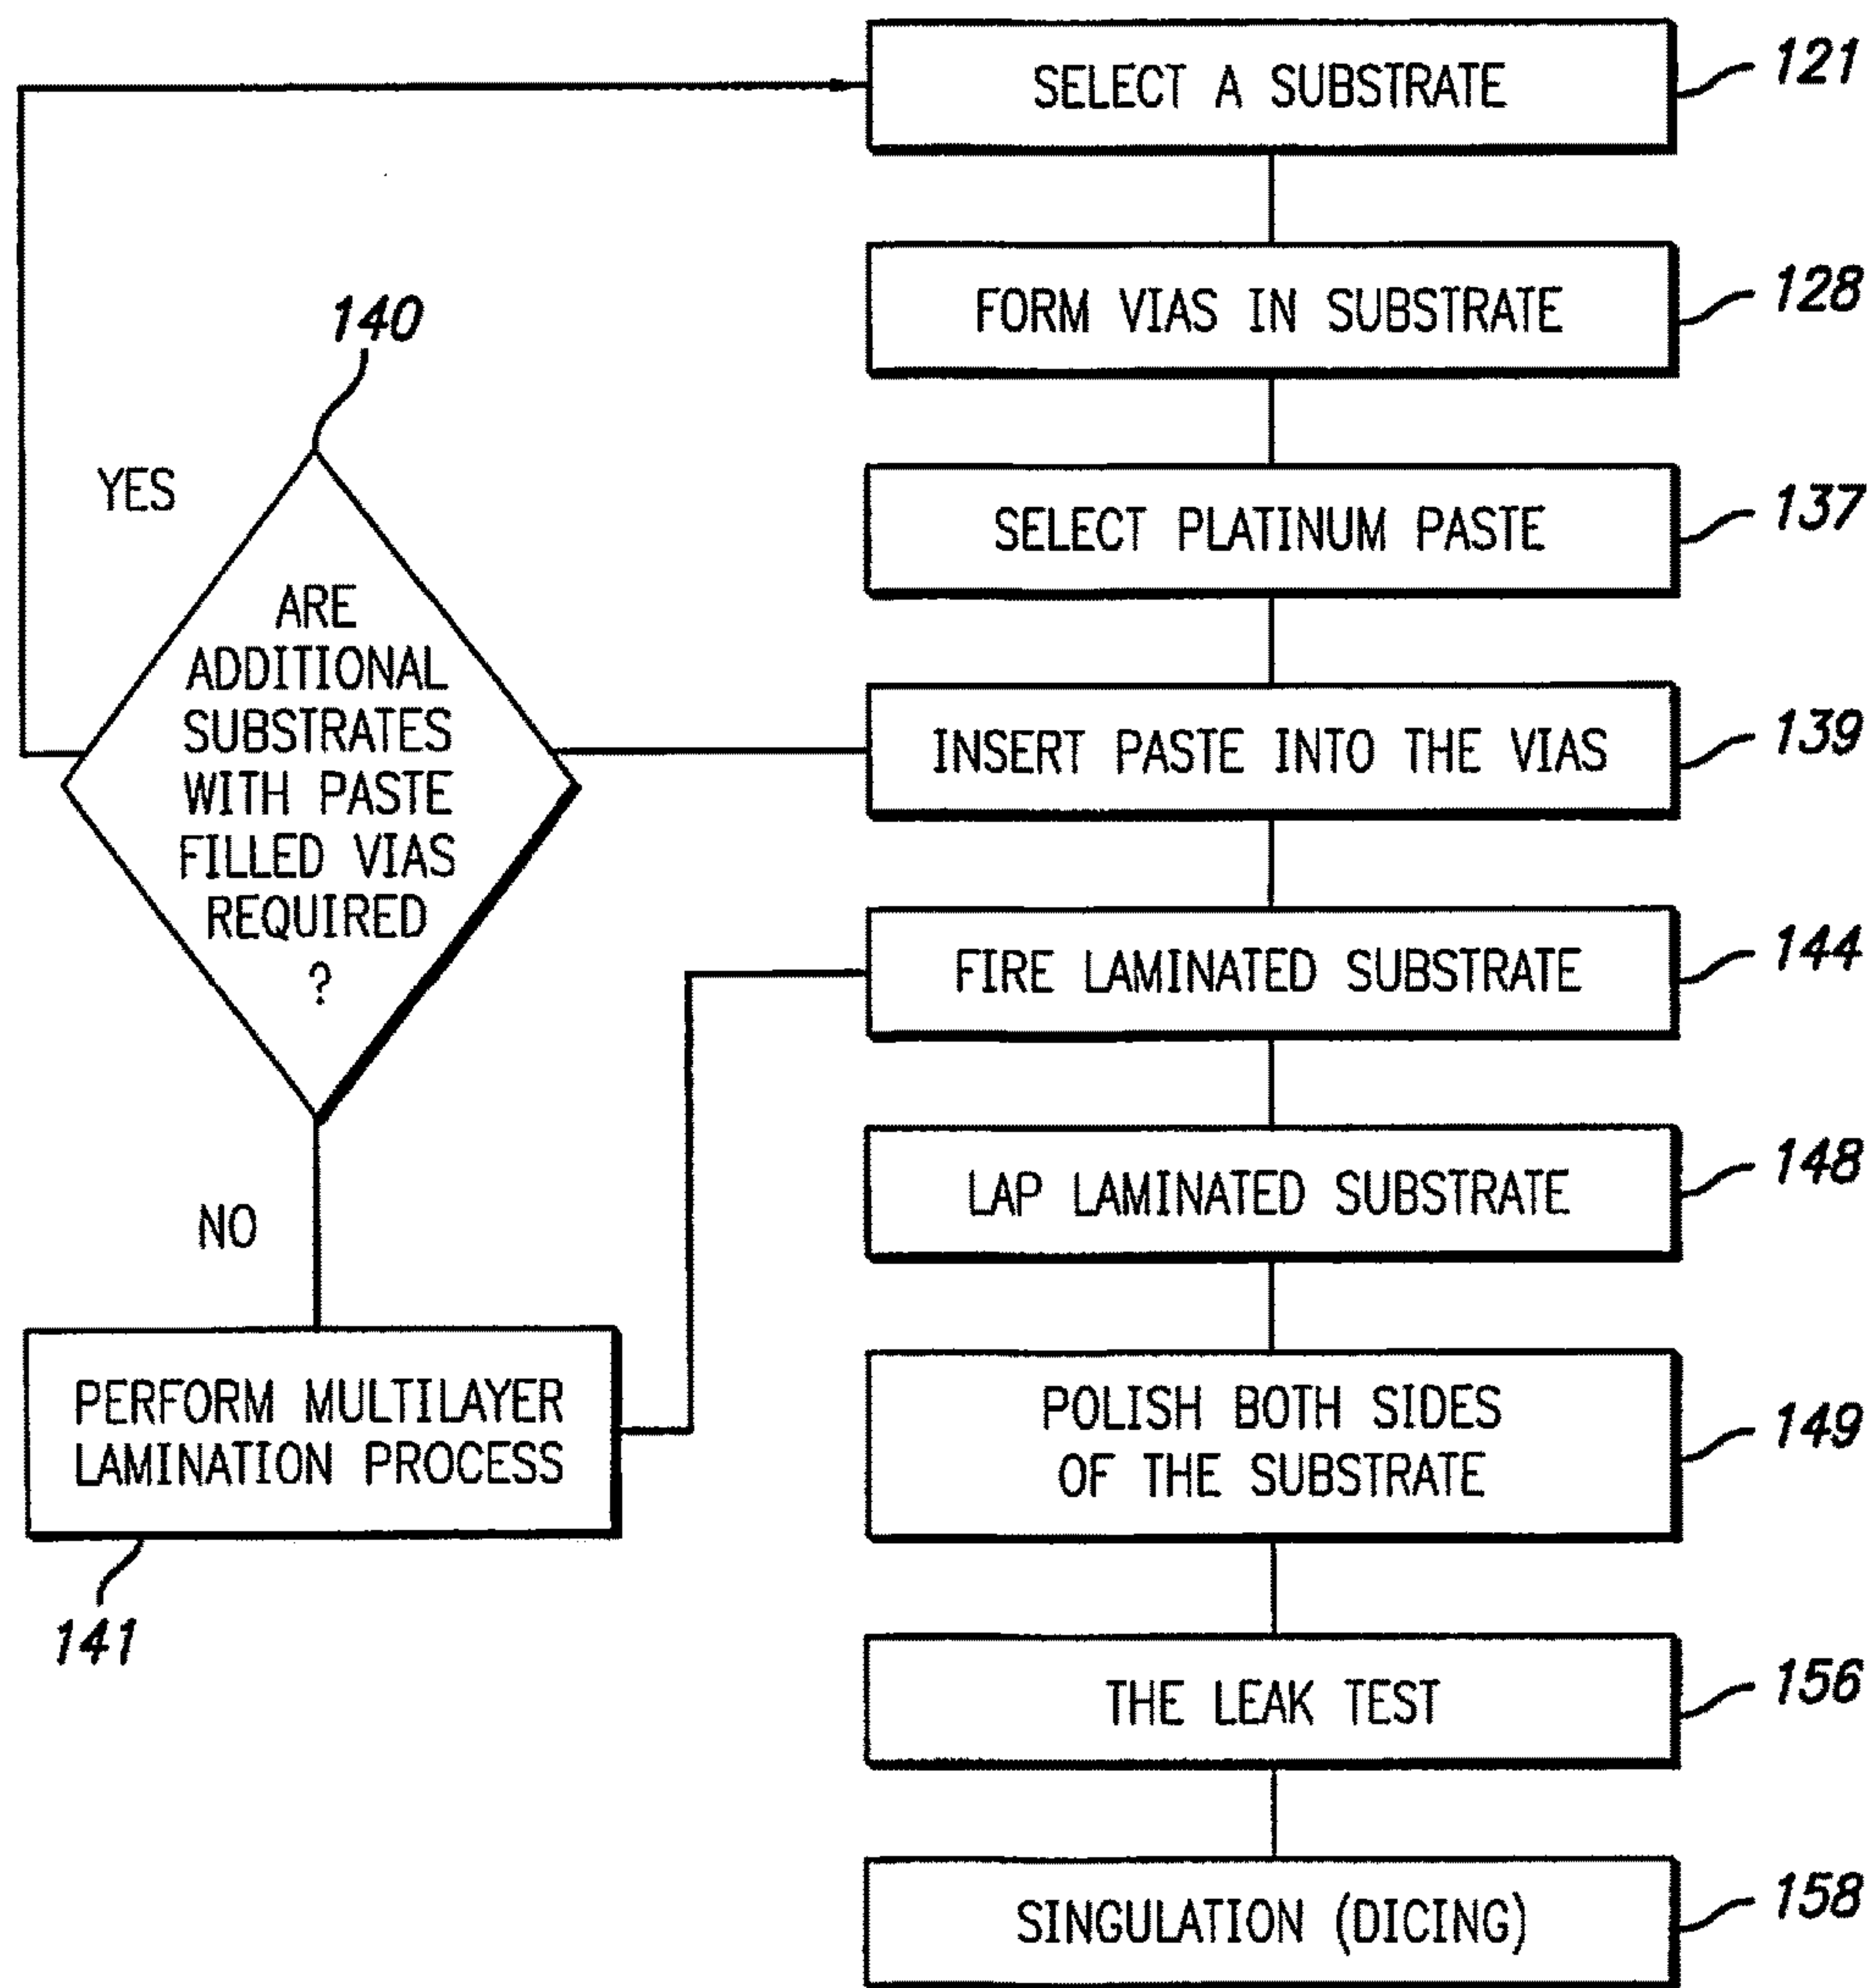 SELECT A SUBSTRATE
121
FORM VIAS IN SUBSTRATE
128
140
YES
SELECT PLATINUM PASTE
137
ARE
ADDITIONAL
SUBSTRATES
WITH PASTE
FILLED VIAS
REQUIRED
?
INSERT PASTE INTO THE VIAS
139
FIRE LAMINATED SUBSTRATE
144
LAP LAMINATED SUBSTRATE
148
NO
PERFORM MULTILAYER
LAMINATION PROCESS
141
POLISH BOTH SIDES
OF THE SUBSTRATE
149
THE LEAK TEST
156
SINGULATION (DICING)
158